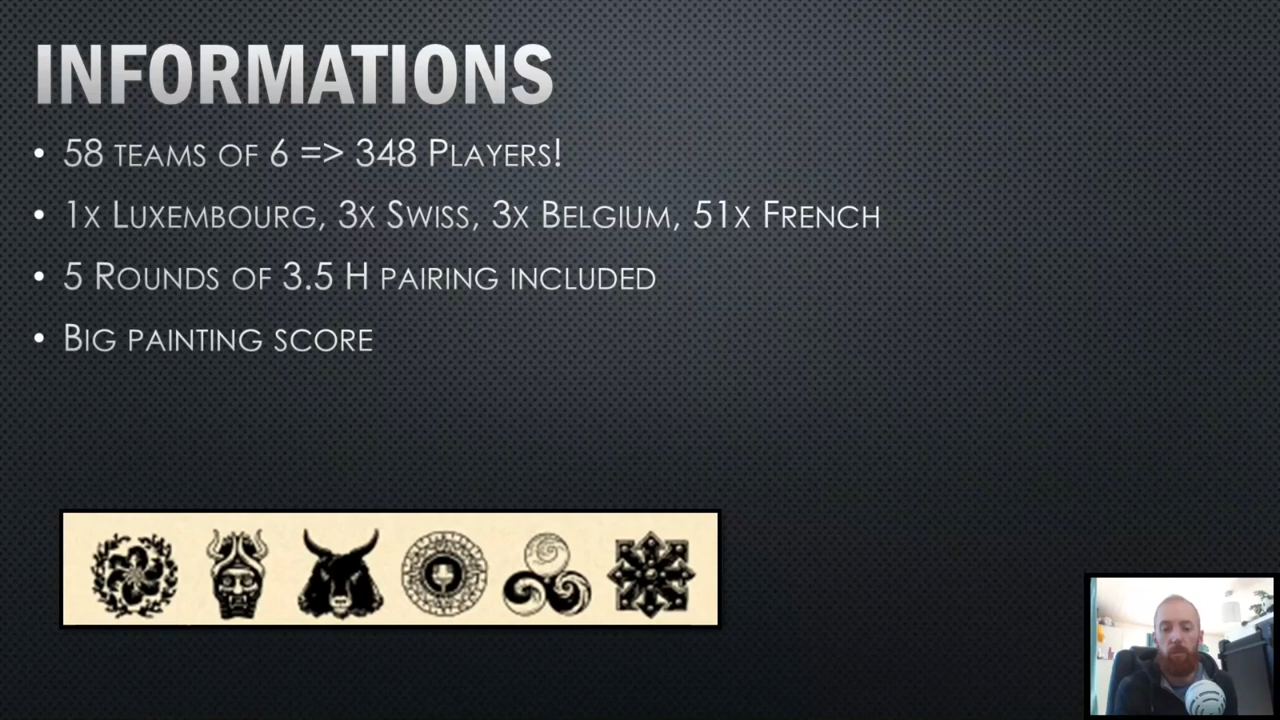 INFORMATIONS
• 58 TEAMS OF 6 => 348 PLAYERS!
• 1X LUXEMBOURG, 3X SWISS, 3X BELGIUM, 51X FRENCH
• 5 ROUNDS OF 3.5 H PAIRING INCLUDED
• BIG PAINTING SCORE